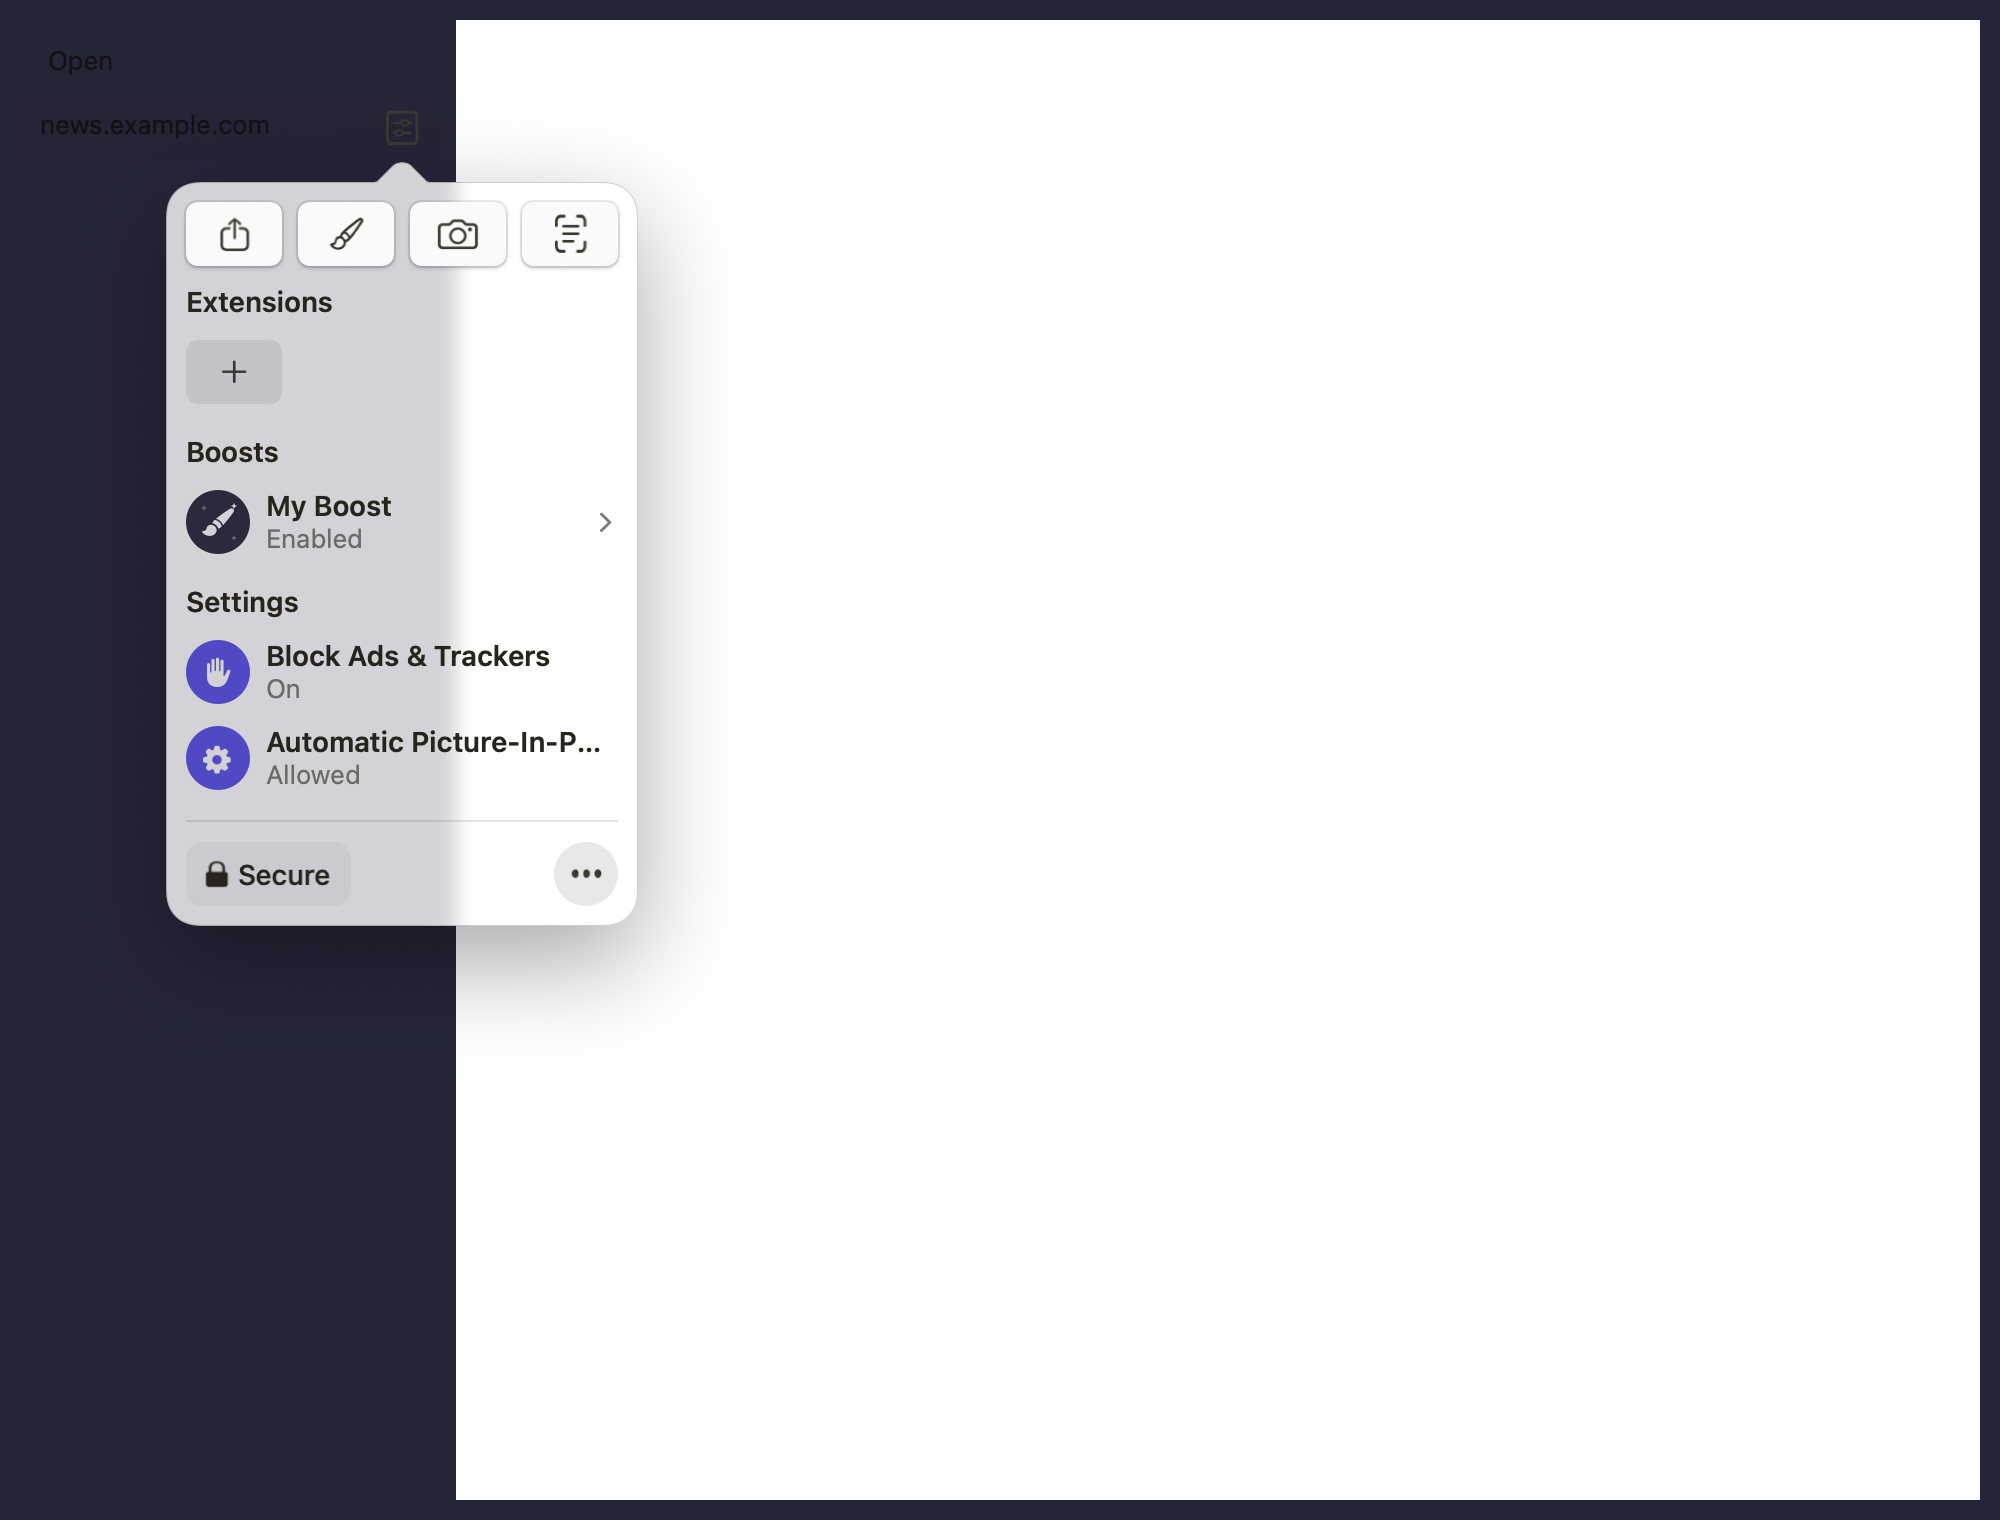 Open
news.example.com
Extensions
Boosts
My Boost
Enabled
Settings
Block Ads & Trackers
On
Automatic Picture-In-P...
Allowed
Secure